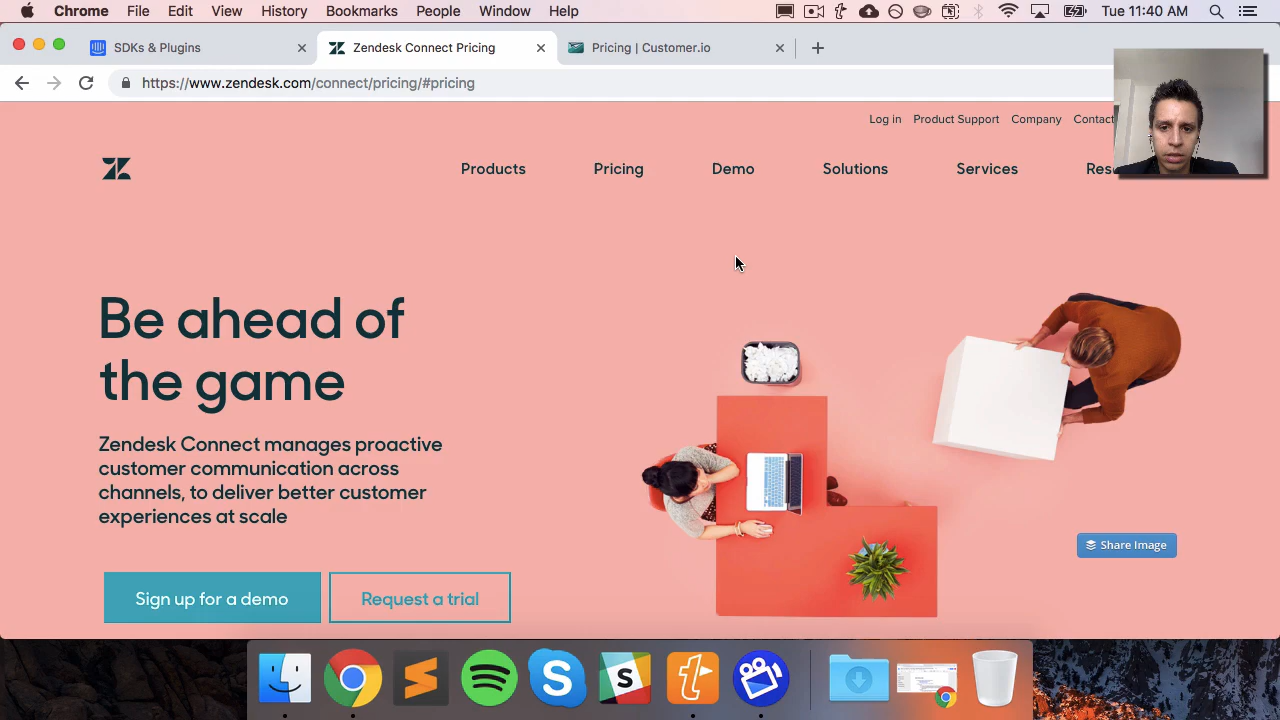 Chrome File Edit View History Bookmarks People Window Help Tue 11:40 AM
SDKs & Plugins
Zendesk Connect Pricing
Pricing | Customer.io
https://www.zendesk.com/connect/pricing/#pricing
Log in Product Support Company Contact
Products Pricing Demo Solutions Services
Be ahead of
the game
Zendesk Connect manages proactive
customer communication across
channels, to deliver better customer
experiences at scale
Share Image
Sign up for a demo
Request a trial